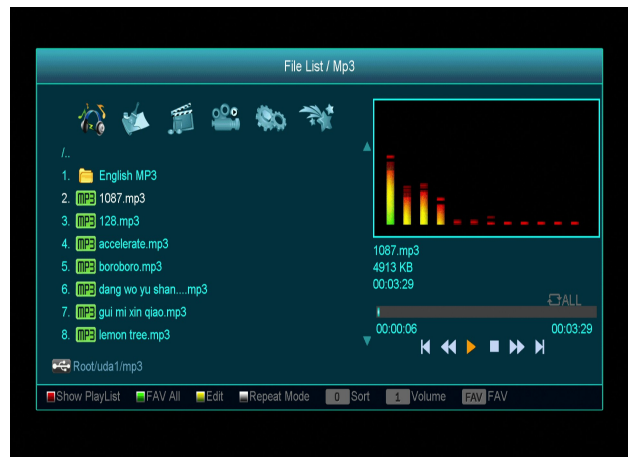 File List / Mp3
/..
1. English MP3
2. MP3 1087.mp3
3. MP3 128.mp3
4. MP3 accelerate.mp3
5. MP3 boroboro.mp3
6. MP3 dang wo yu shan....mp3
7. MP3 gui mi xin qiao.mp3
8. MP3 lemon tree.mp3
1087.mp3
4913 KB
00:03:29
ALL
00:00:06 00:03:29
Root/uda1/mp3
Show PlayList FAV All Edit Repeat Mode 0 Sort 1 Volume FAV FAV